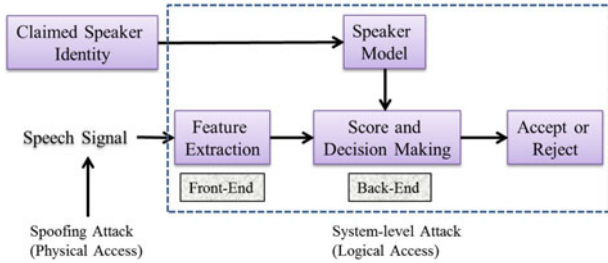 Claimed Speaker
Identity
Speaker
Model
Speech Signal
Feature
Extraction
Score and
Decision Making
Accept or
Reject
Front-End
Back-End
Spoofing Attack
(Physical Access)
System-level Attack
(Logical Access)